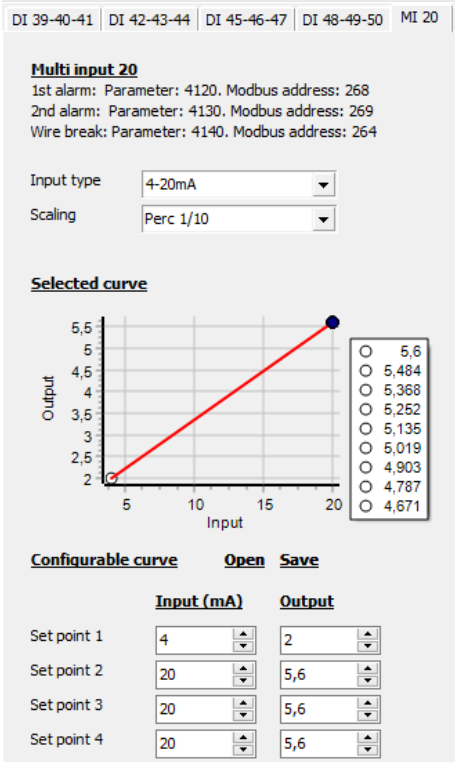 DI 39-40-41 DI 42-43-44 DI 45-46-47 DI 48-49-50 MI 20
Multi input 20
1st alarm: Parameter: 4120. Modbus address: 268
2nd alarm: Parameter: 4130. Modbus address: 269
Wire break: Parameter: 4140. Modbus address: 264
Input type 4-20mA
Scaling Perc 1/10
Selected curve
5,5
5
4,5
4
3,5
3
2,5
2
Output
5 10 15 20
Input
5,6
5,484
5,368
5,252
5,135
5,019
4,903
4,787
4,671
Configurable curve Open Save
Input (mA) Output
Set point 1 4 2
Set point 2 20 5,6
Set point 3 20 5,6
Set point 4 20 5,6